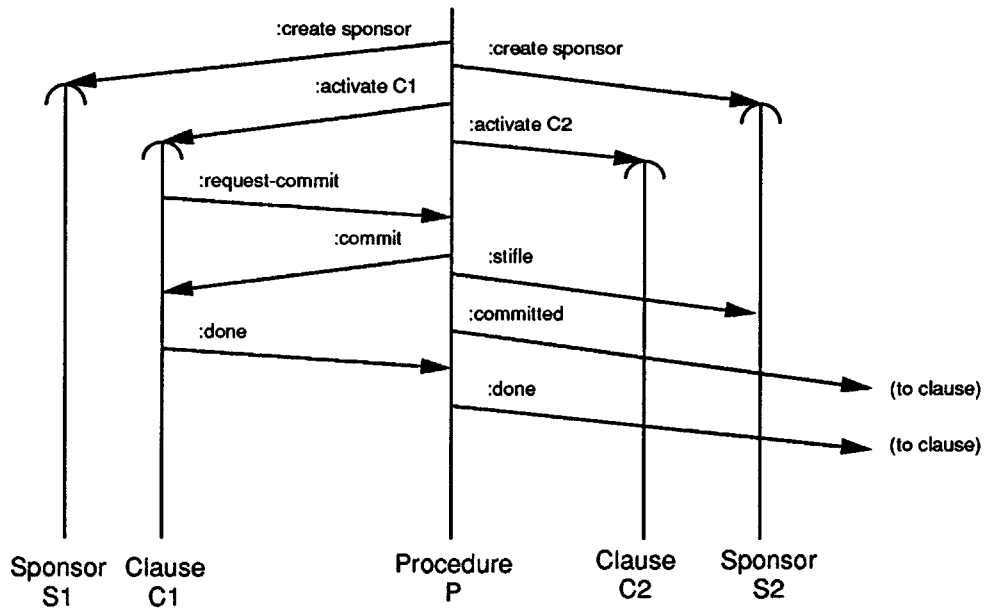 :create sponsor
:create sponsor
:activate C1
:activate C2
:request-commit
:commit
:stifle
:committed
:done
(to clause)
:done
(to clause)
Sponsor
S1
Clause
C1
Procedure
P
Clause
C2
Sponsor
S2